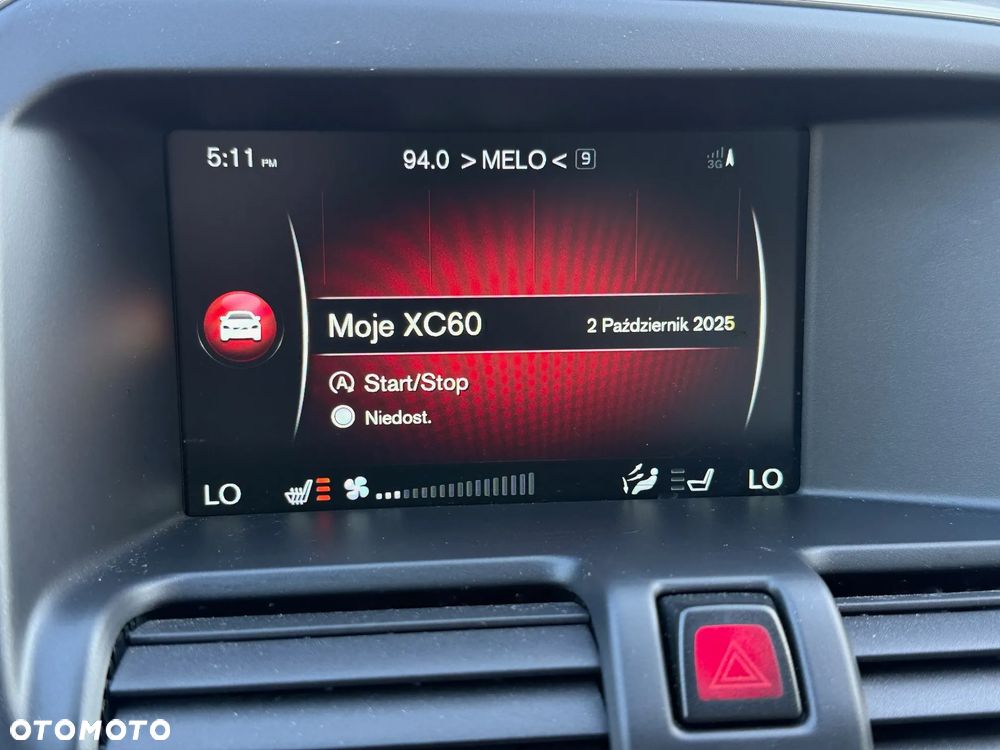 5:11 PM
94.0 >MELO< 9
3G
Moje XC60
2 Październik 2025
A Start/Stop
Niedost.
LO
LO
OTOMOTO